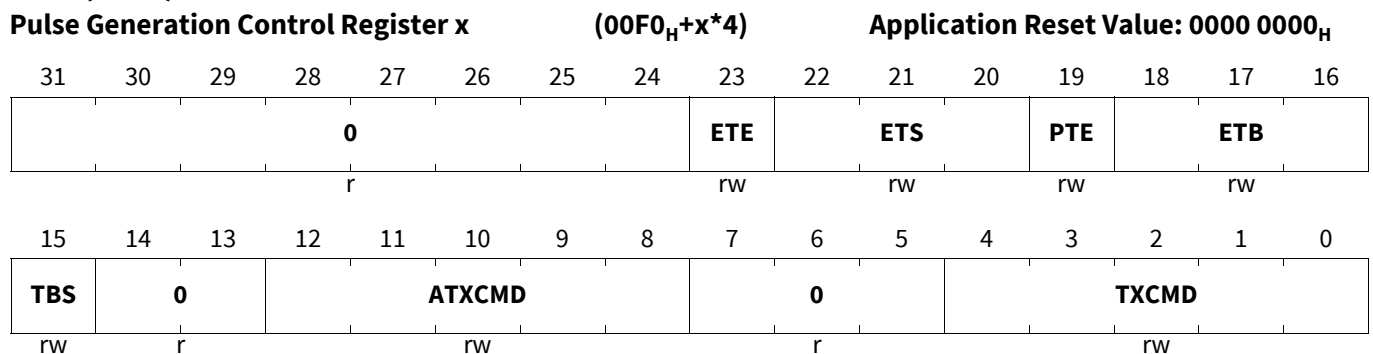 Pulse Generation Control Register x (00F0H+x*4) Application Reset Value: 0000 0000H
31 30 29 28 27 26 25 24 23 22 21 20 19 18 17 16
0 ETE ETS PTE ETB
r rw rw rw rw
15 14 13 12 11 10 9 8 7 6 5 4 3 2 1 0
TBS 0 ATXCMD 0 TXCMD
rw r rw r rw